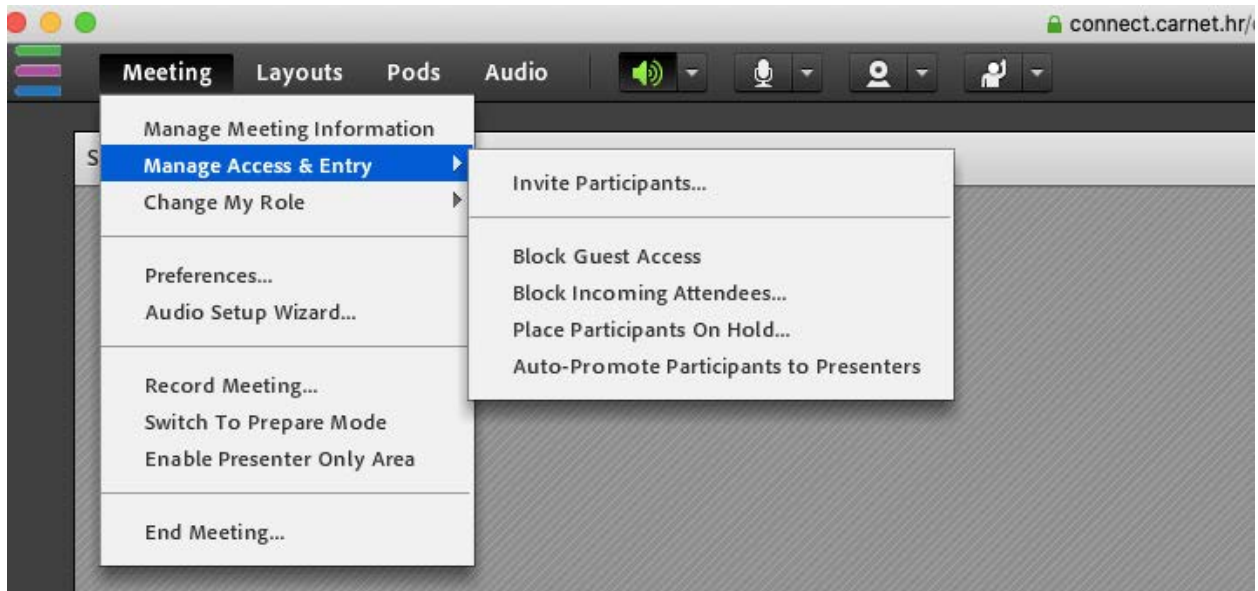 connect.carnet.hr/
Meeting Layouts Pods Audio
Manage Meeting Information
Manage Access & Entry
Change My Role
Preferences...
Audio Setup Wizard...
Record Meeting...
Switch To Prepare Mode
Enable Presenter Only Area
End Meeting...
Invite Participants...
Block Guest Access
Block Incoming Attendees...
Place Participants On Hold...
Auto-Promote Participants to Presenters